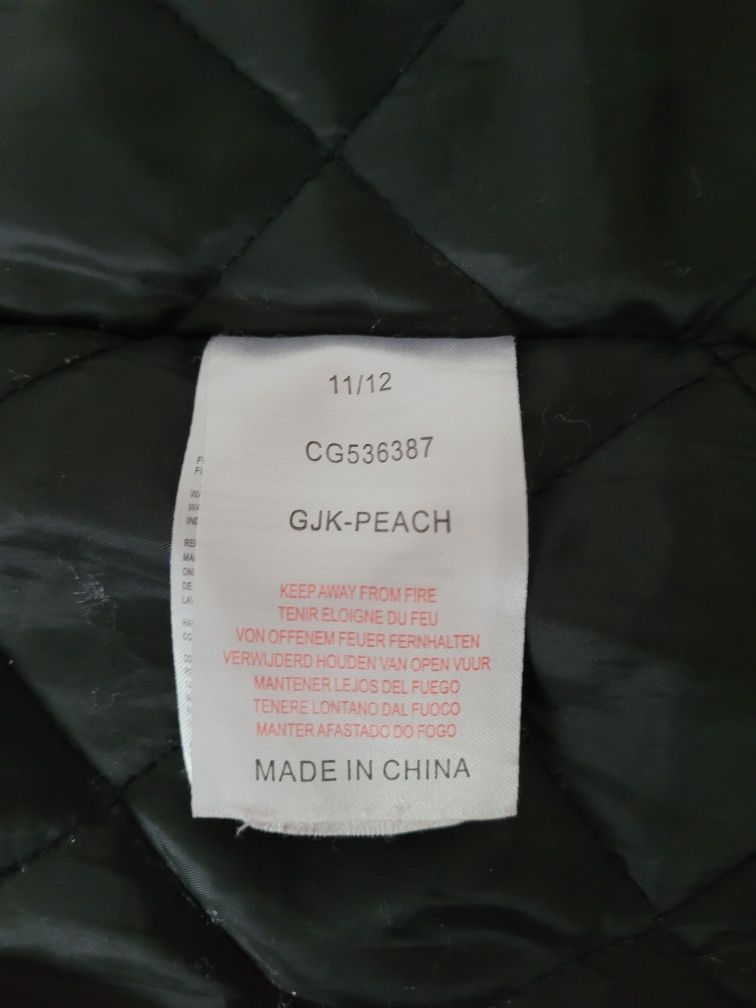 11/12
CG536387
GJK-PEACH
KEEP AWAY FROM FIRE
TENIR ELOIGNE DU FEU
VON OFFENEM FEUER FERNHALTEN
VERWIJDERD HOUDEN VAN OPEN VUUR
MANTENER LEJOS DEL FUEGO
TENERE LONTANO DAL FUOCO
MANTER AFASTADO DO FOGO
MADE IN CHINA